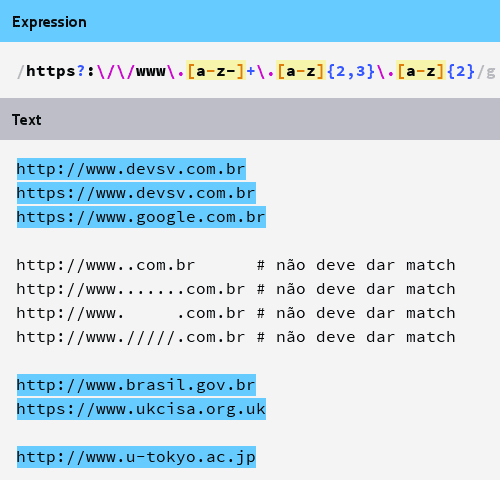 Expression
/https?:\/\/www\.[a-z-]+\.[a-z]{2,3}\.[a-z]{2}/g
Text
http://www.devsv.com.br
https://www.devsv.com.br
https://www.google.com.br
http://www..com.br # não deve dar match
http://www.......com.br # não deve dar match
http://www. .com.br # não deve dar match
http://www./////.com.br # não deve dar match
http://www.brasil.gov.br
https://www.ukcisa.org.uk
http://www.u-tokyo.ac.jp